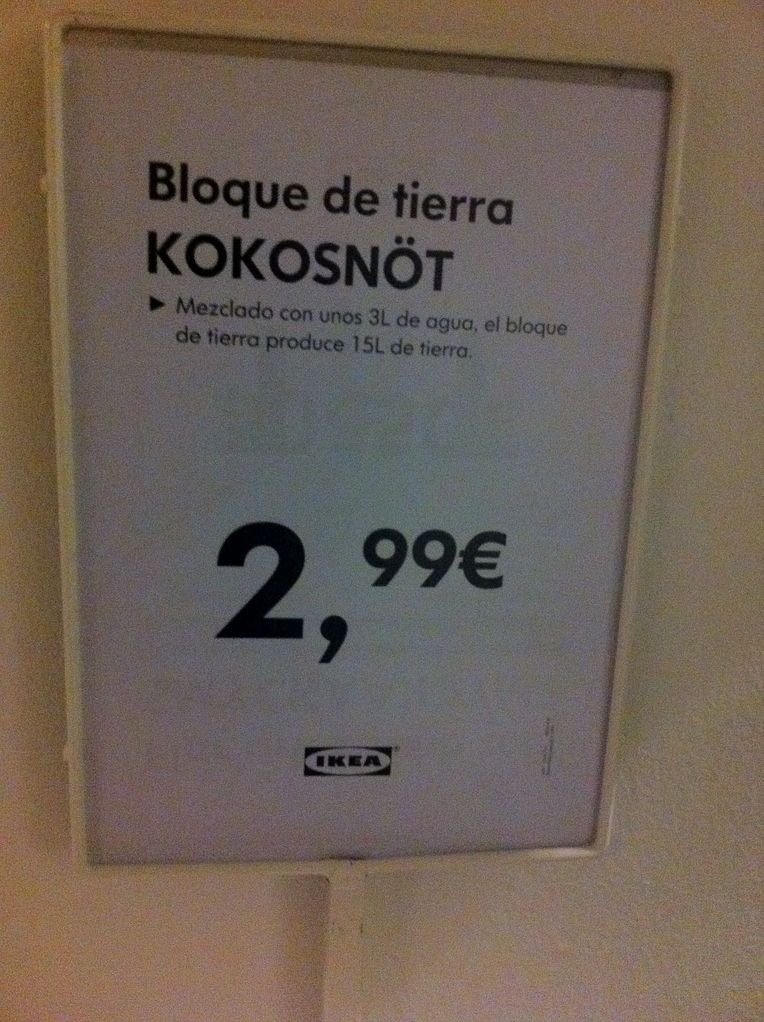 Bloque de tierra
KOKOSNÖT
► Mezclado con unos 3L de agua, el bloque
de tierra produce 15L de tierra.
2,99€
IKEA®